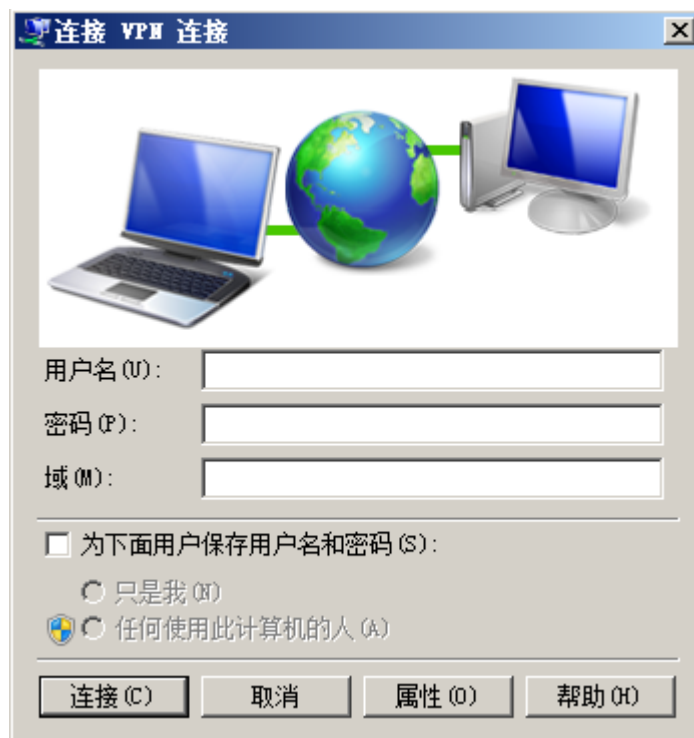 连接 VPN 连接
用户名(U):
密码(P):
域(M):
为下面用户保存用户名和密码(S):
只是我(N)
任何使用此计算机的人(A)
连接(C) 取消 属性(O) 帮助(H)